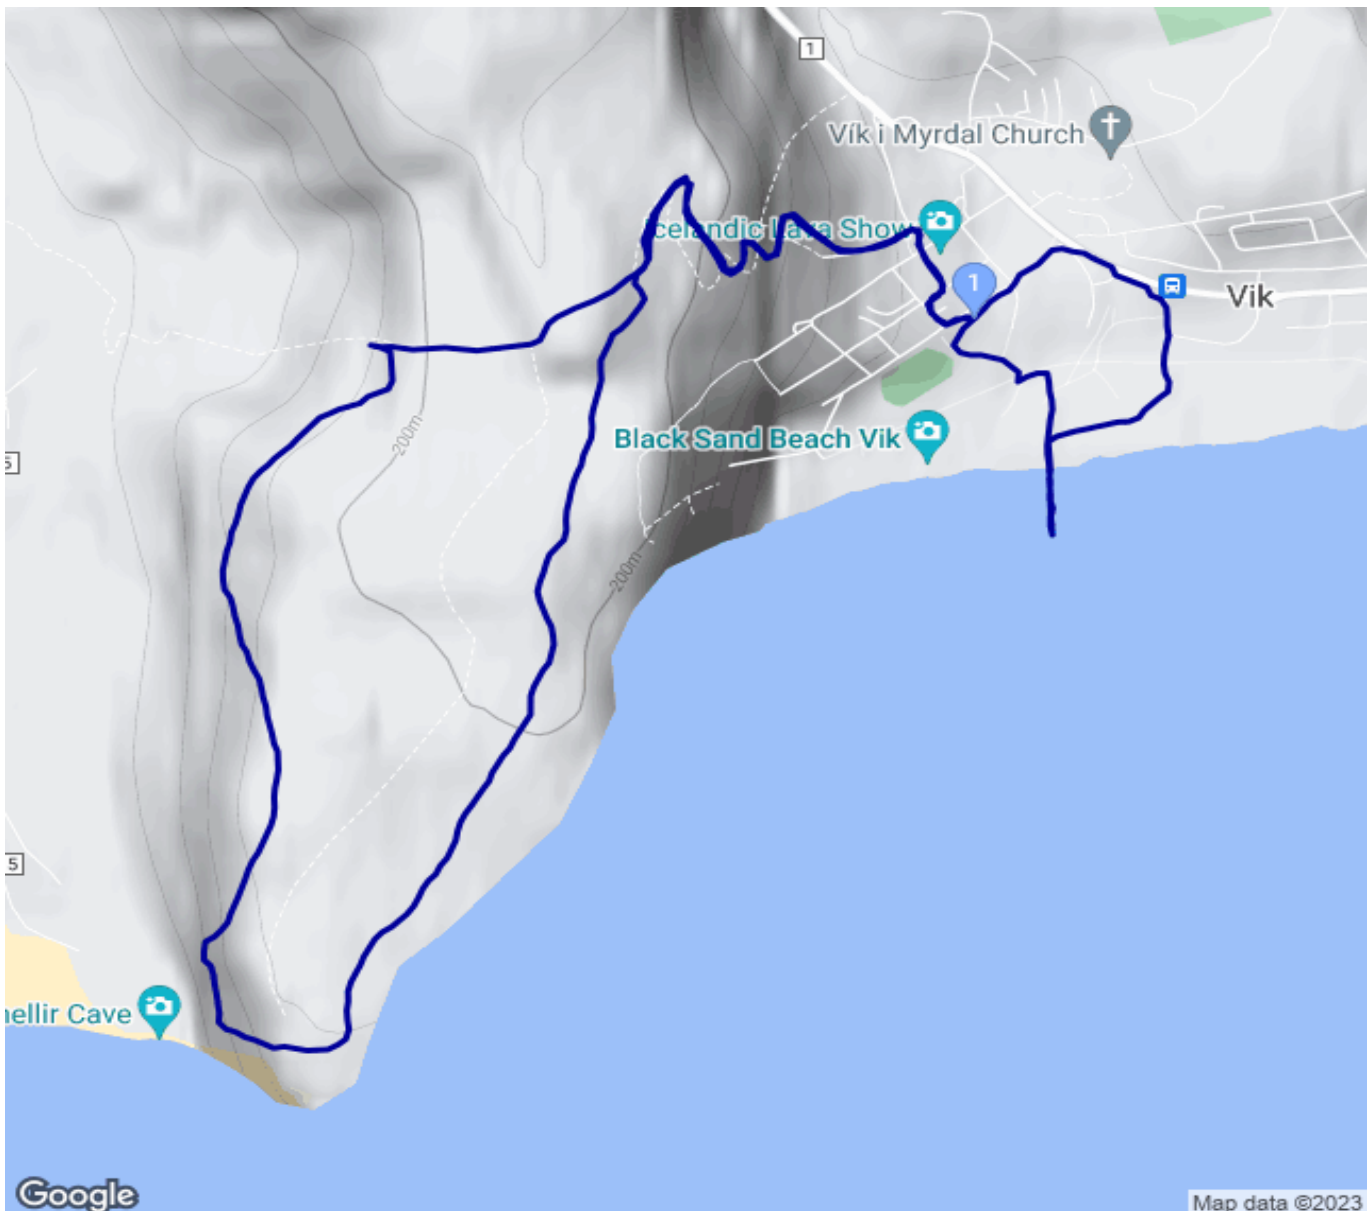 1
Vík i Myrdal Church
Icelandic Lava Show
1
Vik
200m
Black Sand Beach Vik
5
200m
5
hellir Cave
Google
Map data ©2023